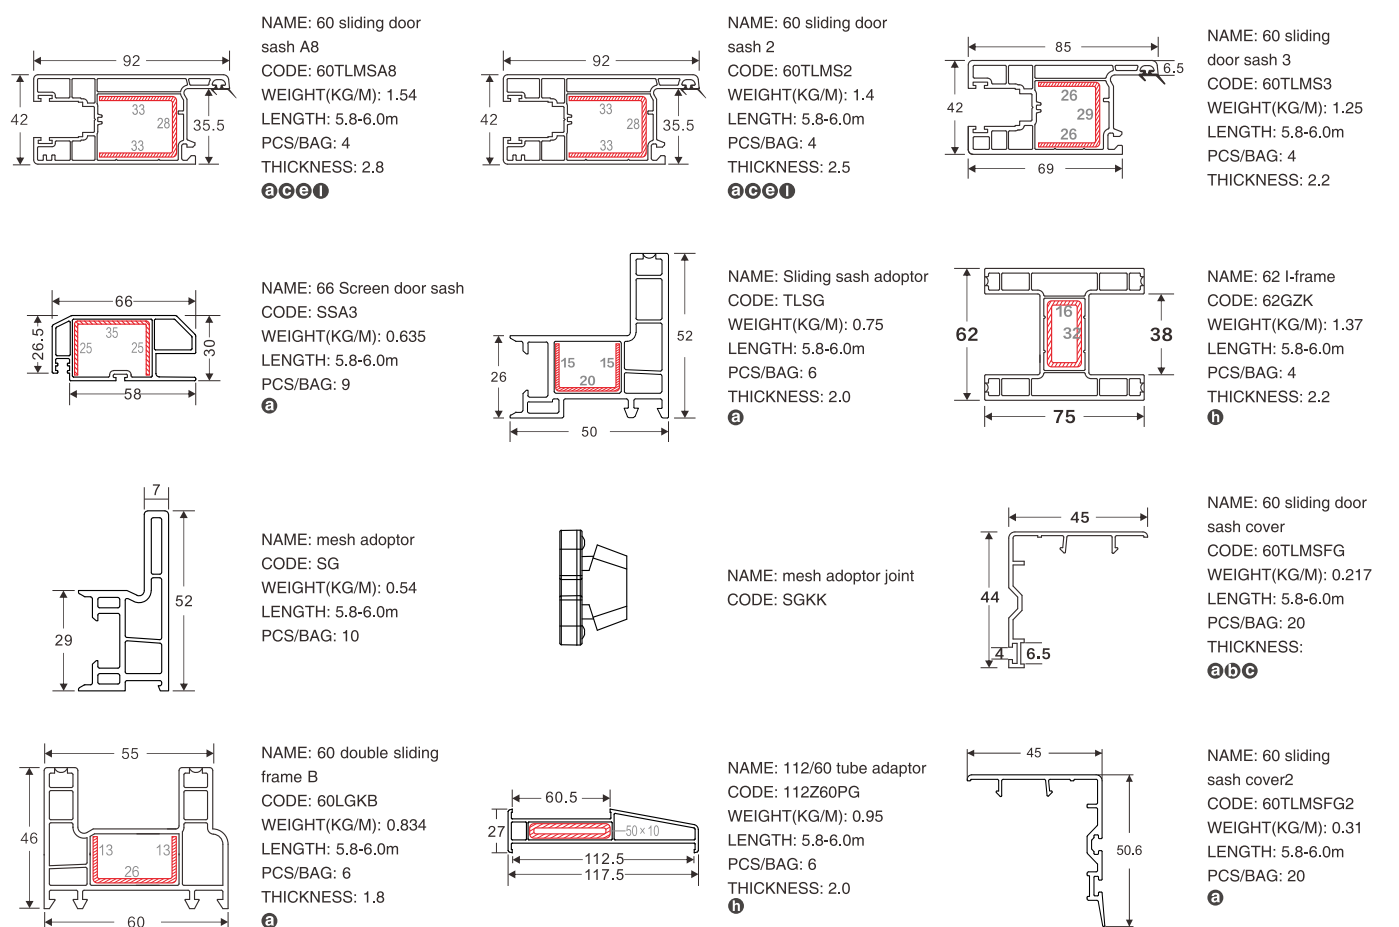 92
42
33
28
33
35.5
NAME: 60 sliding door
sash A8
CODE: 60TLMSA8
WEIGHT(KG/M): 1.54
LENGTH: 5.8-6.0m
PCS/BAG: 4
THICKNESS: 2.8
a c e l
92
42
33
28
33
35.5
NAME: 60 sliding door
sash 2
CODE: 60TLMS2
WEIGHT(KG/M): 1.4
LENGTH: 5.8-6.0m
PCS/BAG: 4
THICKNESS: 2.5
a c e l
85
6.5
42
26
29
26
69
NAME: 60 sliding
door sash 3
CODE: 60TLMS3
WEIGHT(KG/M): 1.25
LENGTH: 5.8-6.0m
PCS/BAG: 4
THICKNESS: 2.2
66
26.5
35
25
25
30
58
NAME: 66 Screen door sash
CODE: SSA3
WEIGHT(KG/M): 0.635
LENGTH: 5.8-6.0m
PCS/BAG: 9
a
52
26
15
15
20
50
NAME: Sliding sash adoptor
CODE: TLSG
WEIGHT(KG/M): 0.75
LENGTH: 5.8-6.0m
PCS/BAG: 6
THICKNESS: 2.0
a
62
16
32
38
75
NAME: 62 I-frame
CODE: 62GZK
WEIGHT(KG/M): 1.37
LENGTH: 5.8-6.0m
PCS/BAG: 4
THICKNESS: 2.2
h
7
52
29
NAME: mesh adoptor
CODE: SG
WEIGHT(KG/M): 0.54
LENGTH: 5.8-6.0m
PCS/BAG: 10
NAME: mesh adoptor joint
CODE: SGKK
45
44
4
6.5
NAME: 60 sliding door
sash cover
CODE: 60TLMSFG
WEIGHT(KG/M): 0.217
LENGTH: 5.8-6.0m
PCS/BAG: 20
THICKNESS:
a b c
55
46
13
13
26
60
NAME: 60 double sliding
frame B
CODE: 60LGKB
WEIGHT(KG/M): 0.834
LENGTH: 5.8-6.0m
PCS/BAG: 6
THICKNESS: 1.8
a
60.5
27
50×10
112.5
117.5
NAME: 112/60 tube adaptor
CODE: 112Z60PG
WEIGHT(KG/M): 0.95
LENGTH: 5.8-6.0m
PCS/BAG: 6
THICKNESS: 2.0
h
45
50.6
NAME: 60 sliding
sash cover2
CODE: 60TLMSFG2
WEIGHT(KG/M): 0.31
LENGTH: 5.8-6.0m
PCS/BAG: 20
a